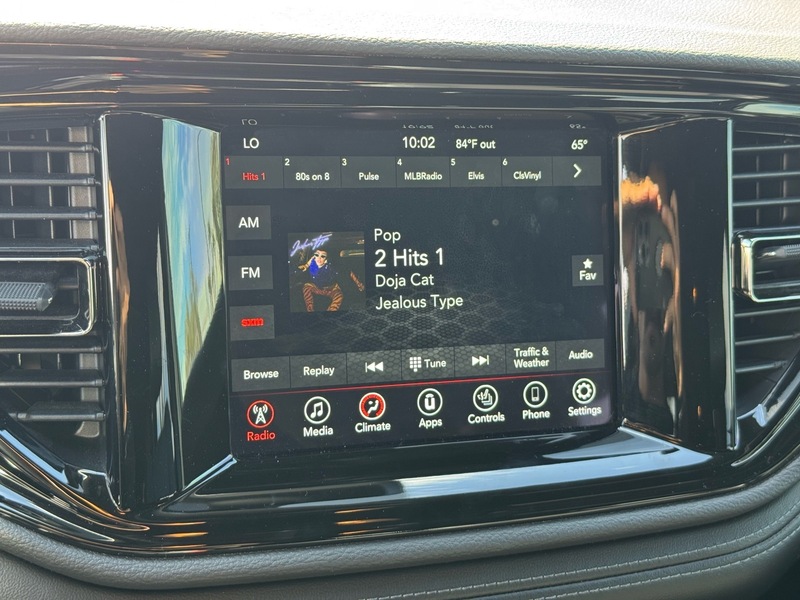 LO 10:02 84°F out 65°
1 Hits 1 2 80s on 8 3 Pulse 4 MLBRadio 5 Elvis 6 ClsVinyl
AM
FM
SXM
Pop
2 Hits 1
Doja Cat
Jealous Type
Fav
Browse Replay Tune Traffic & Weather Audio
Radio Media Climate Apps Controls Phone Settings